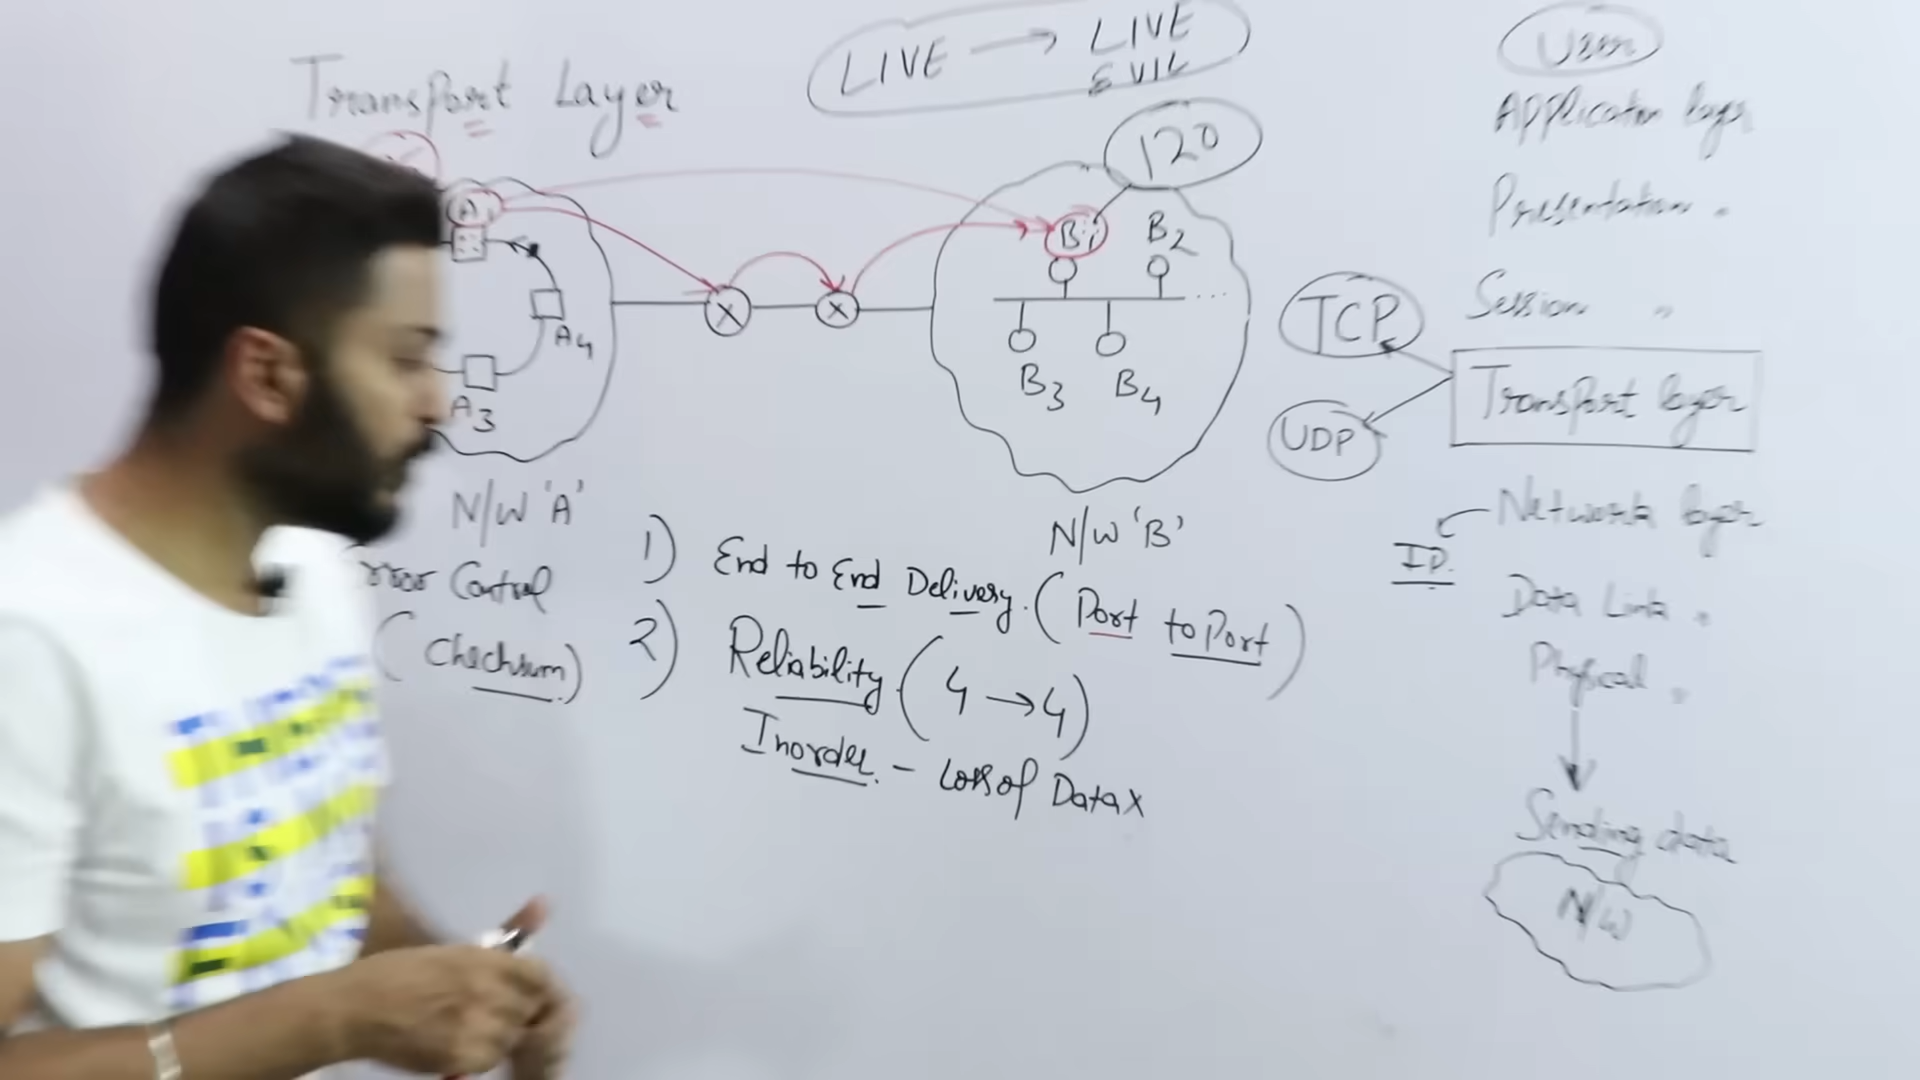 Transport Layer
LIVE → LIVE
EVIL
120
A1
A4
A3
N/W 'A'
X
X
B1
B2
...
B3
B4
N/W 'B'
Error Control
(Checksum)
1) End to End Delivery. (Port to Port)
2) Reliability (4 → 4)
Inorder. - Loss of Data X
User
Application layer
Presentation "
Session "
TCP
Transport layer
UDP
Network layer
Data Link "
Physical "
Sending data
N/W